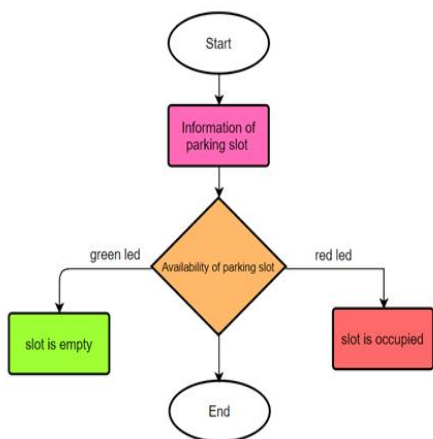 Start
Information of
parking slot
Availability of parking slot
green led
red led
slot is empty
slot is occupied
End